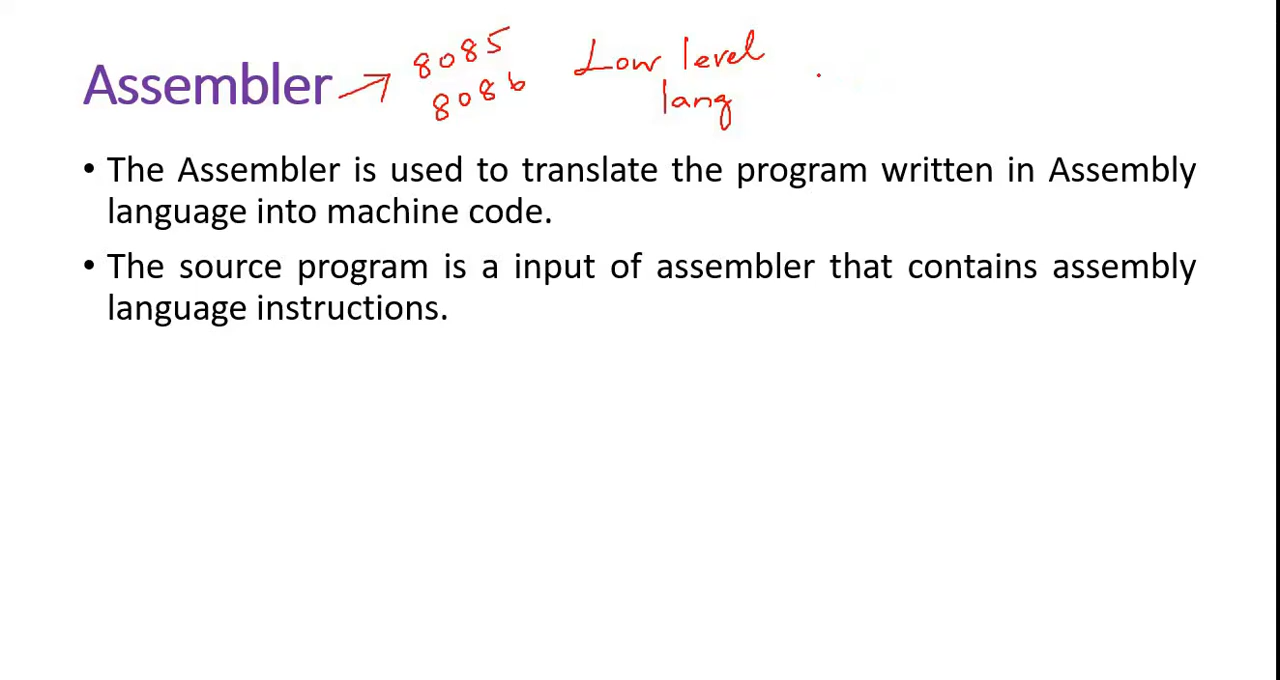 Assembler → 8085 Low level
8086 lang
• The Assembler is used to translate the program written in Assembly
language into machine code.
• The source program is a input of assembler that contains assembly
language instructions.